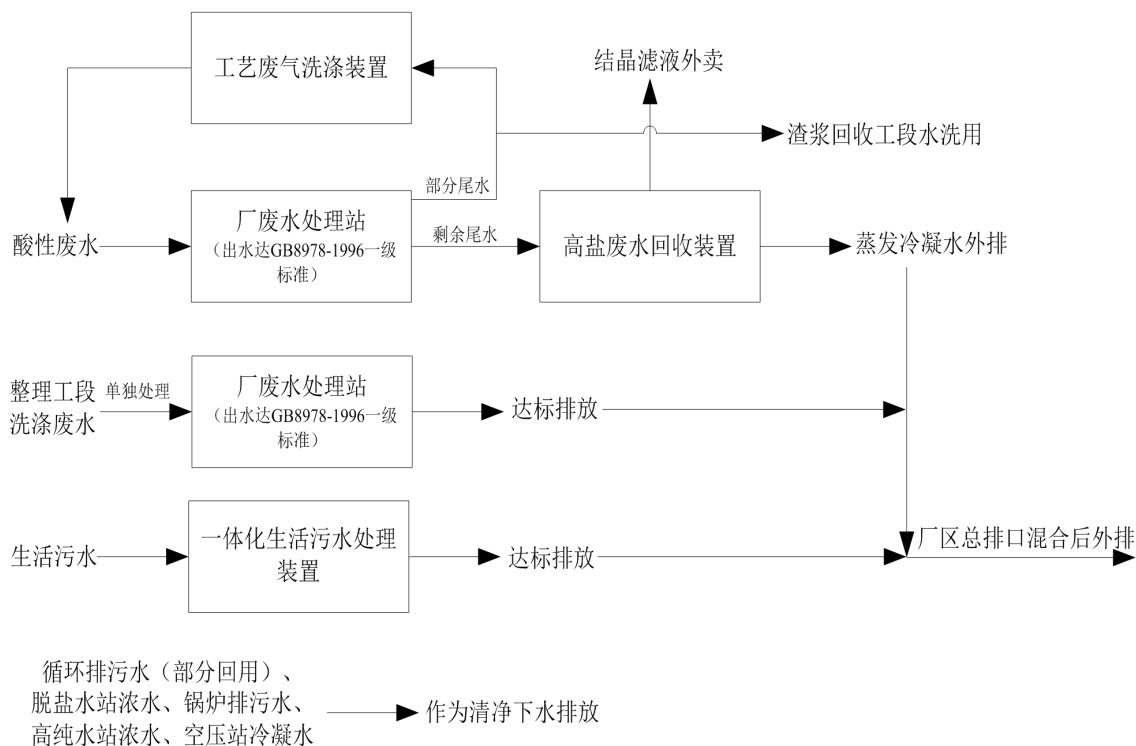 工艺废气洗涤装置
结晶滤液外卖
渣浆回收工段水洗用
部分尾水
酸性废水
厂废水处理站
（出水达GB8978-1996一级
标准）
剩余尾水
高盐废水回收装置
蒸发冷凝水外排
整理工段
洗涤废水
单独处理
厂废水处理站
（出水达GB8978-1996一级
标准）
达标排放
生活污水
一体化生活污水处理
装置
达标排放
厂区总排口混合后外排
循环排污水（部分回用）、
脱盐水站浓水、锅炉排污水、
高纯水站浓水、空压站冷凝水
作为清净下水排放